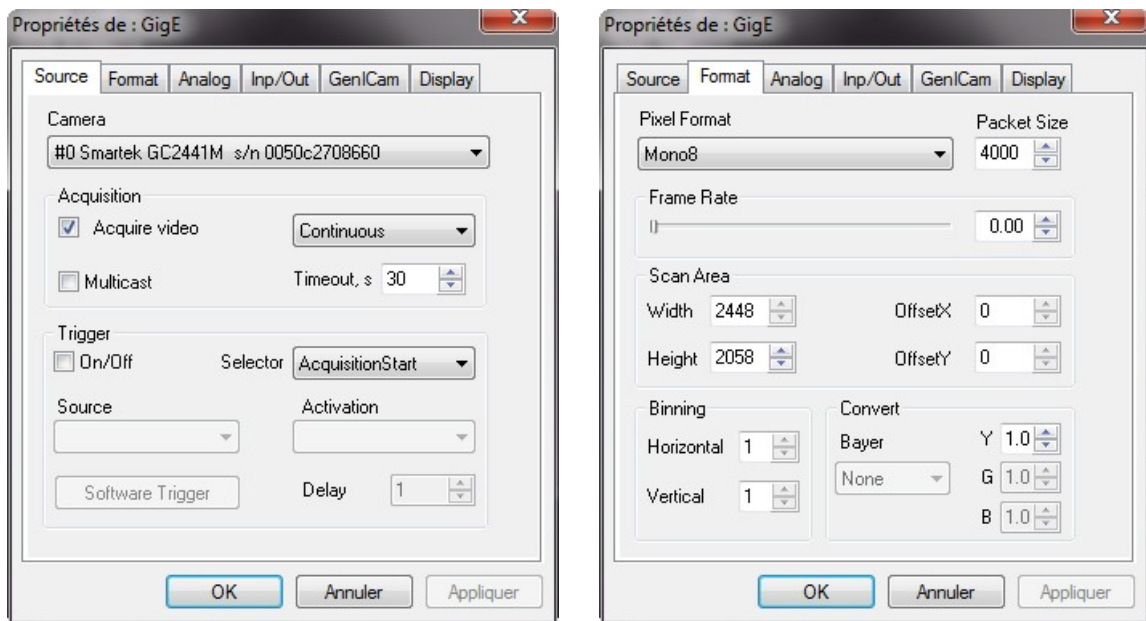 Propriétés de : GigE
Source Format Analog Inp/Out GenICam Display
Camera
#0 Smartek GC2441M s/n 0050c2708660
Acquisition
Acquire video Continuous
Multicast Timeout, s 30
Trigger
On/Off Selector AcquisitionStart
Source Activation
Software Trigger Delay 1
OK Annuler Appliquer
Propriétés de : GigE
Source Format Analog Inp/Out GenICam Display
Pixel Format Packet Size
Mono8 4000
Frame Rate
0.00
Scan Area
Width 2448 OffsetX 0
Height 2058 OffsetY 0
Binning Convert
Horizontal 1 Bayer Y 1.0
None G 1.0
Vertical 1 B 1.0
OK Annuler Appliquer